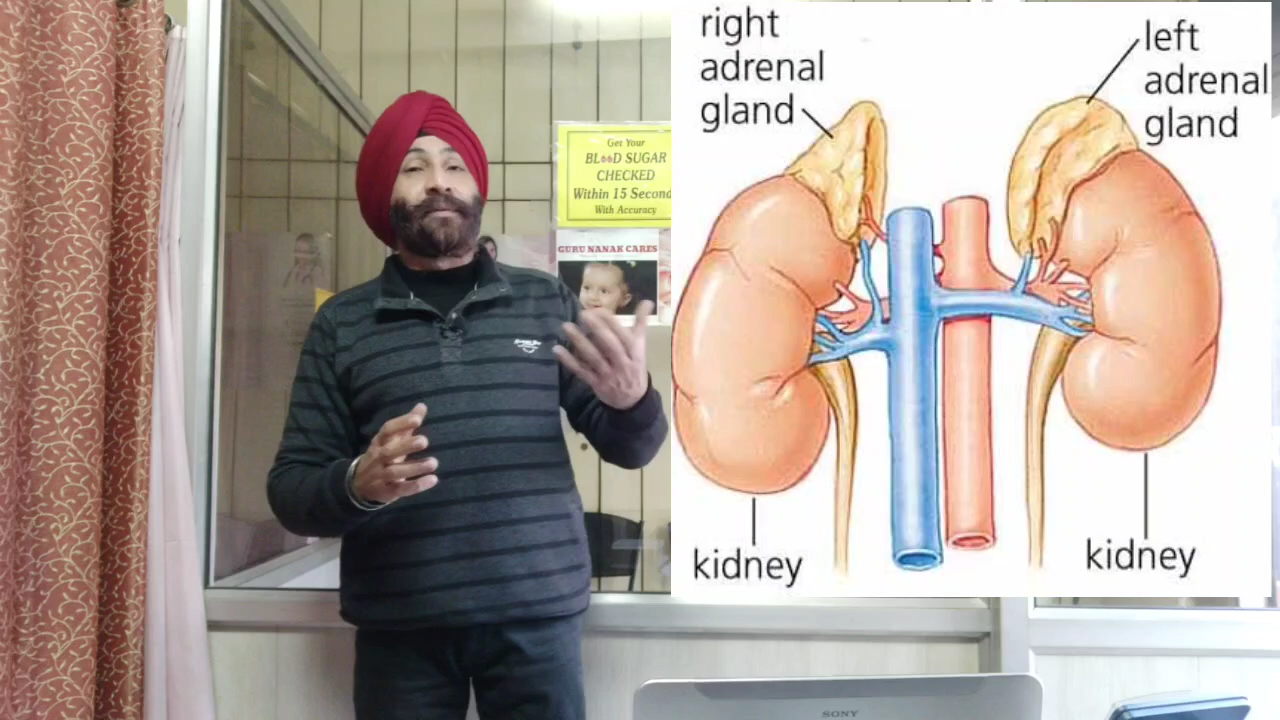 Get Your
BLOOD SUGAR
CHECKED
Within 15 Second
With Accuracy
GURU NANAK CARES
right
adrenal
gland
left
adrenal
gland
kidney
kidney
SONY